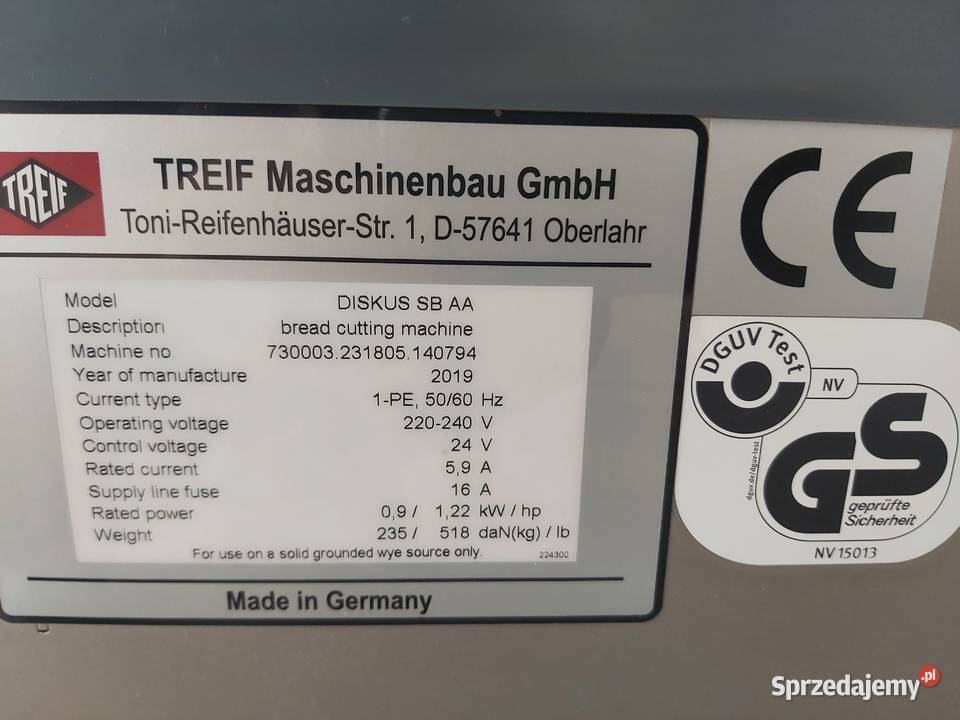 TREIF
TREIF Maschinenbau GmbH
Toni-Reifenhäuser-Str. 1, D-57641 Oberlahr
Model DISKUS SB AA
Description bread cutting machine
Machine no. 730003.231805.140794
Year of manufacture 2019
Current type 1-PE, 50/60 Hz
Operating voltage 220-240 V
Control voltage 24 V
Rated current 5,9 A
Supply line fuse 16 A
Rated power 0,9 / 1,22 kW / hp
Weight 235 / 518 daN(kg) / lb
For use on a solid grounded wye source only. 224300
Made in Germany
CE
DGUV Test
NV
dguv.de/dguv-test
GS
geprüfte
Sicherheit
NV 15013
Sprzedajemy.pl